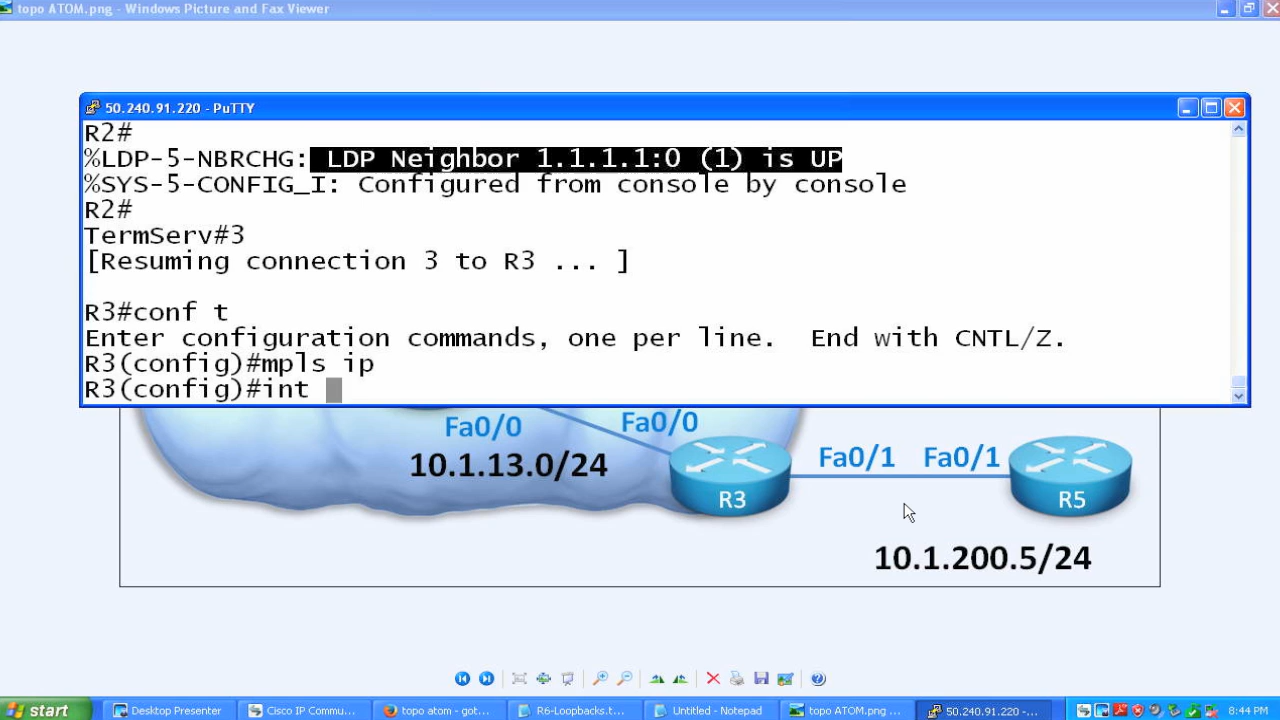 topo ATOM.png - Windows Picture and Fax Viewer
50.240.91.220 - PuTTY
R2#
%LDP-5-NBRCHG: LDP Neighbor 1.1.1.1:0 (1) is UP
%SYS-5-CONFIG_I: Configured from console by console
R2#
TermServ#3
[Resuming connection 3 to R3 ... ]
R3#conf t
Enter configuration commands, one per line.  End with CNTL/Z.
R3(config)#mpls ip
R3(config)#int
Fa0/0 Fa0/0
10.1.13.0/24
Fa0/1 Fa0/1
R3 R5
10.1.200.5/24
start Desktop Presenter Cisco IP Commu... topo atom - got... R6-Loopbacks.t... Untitled - Notepad topo ATOM.png ... 50.240.91.220 -... 8:44 PM